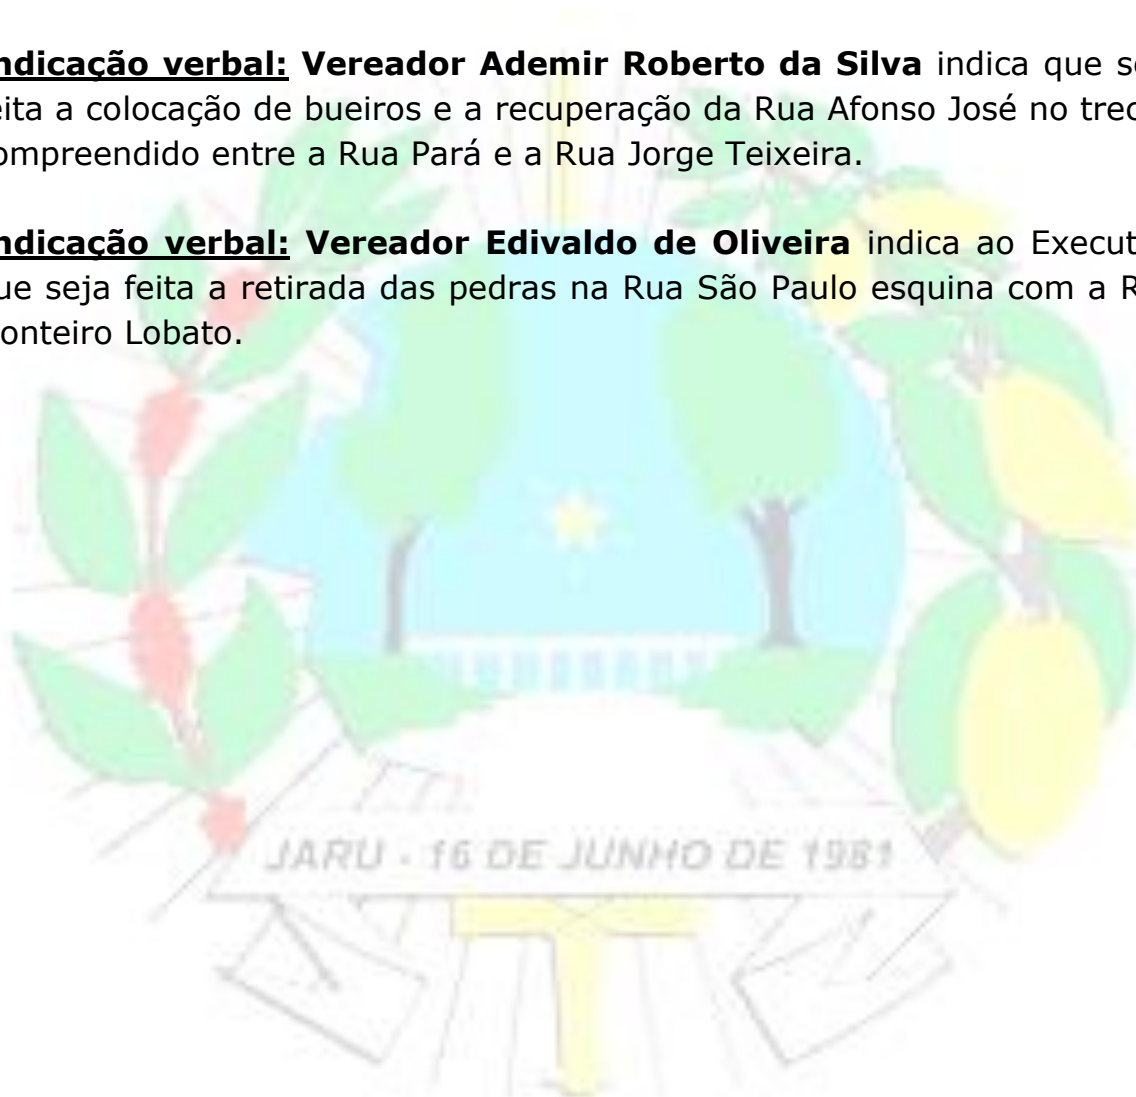 ndicação verbal: Vereador Ademir Roberto da Silva indica que se
eita a colocação de bueiros e a recuperação da Rua Afonso José no trec
ompreendido entre a Rua Pará e a Rua Jorge Teixeira.
ndicação verbal: Vereador Edivaldo de Oliveira indica ao Execut
ue seja feita a retirada das pedras na Rua São Paulo esquina com a R
onteiro Lobato.
JARU - 16 DE JUNHO DE 1981